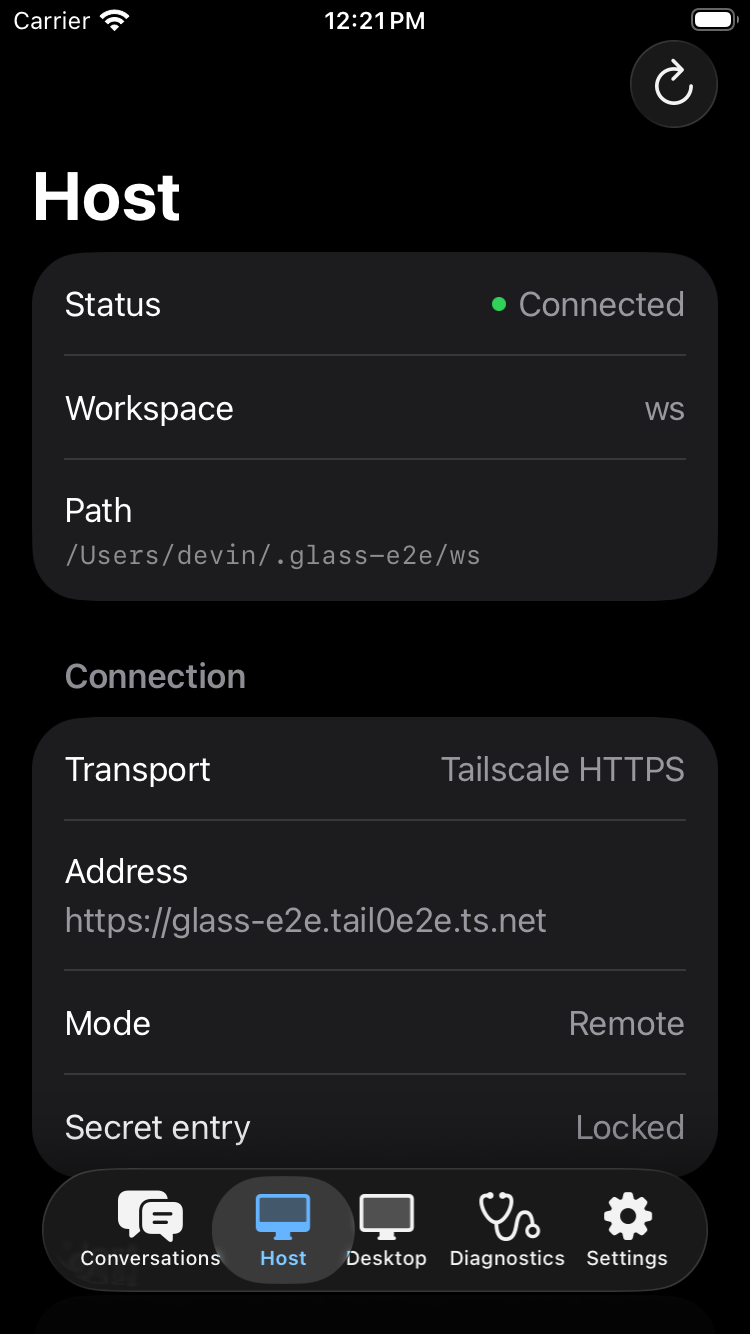 Carrier 12:21 PM
Host
Status Connected
Workspace ws
Path
/Users/devin/.glass-e2e/ws
Connection
Transport Tailscale HTTPS
Address
https://glass-e2e.tail0e2e.ts.net
Mode Remote
Secret entry Locked
Conversations Host Desktop Diagnostics Settings